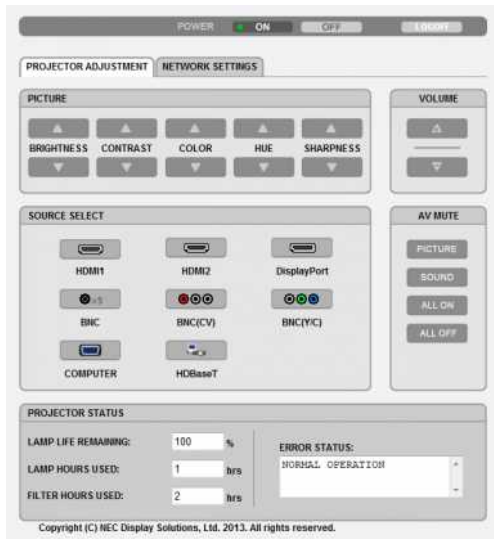 POWER ON OFF LOGOFF
PROJECTOR ADJUSTMENT NETWORK SETTINGS
PICTURE
BRIGHTNESS CONTRAST COLOR HUE SHARPNESS
VOLUME
SOURCE SELECT
HDMI1 HDMI2 DisplayPort
BNC BNC(CV) BNC(Y/C)
COMPUTER HDBaseT
AV MUTE
PICTURE
SOUND
ALL ON
ALL OFF
PROJECTOR STATUS
LAMP LIFE REMAINING: 100 %
LAMP HOURS USED: 1 hrs
FILTER HOURS USED: 2 hrs
ERROR STATUS:
NORMAL OPERATION
Copyright (C) NEC Display Solutions, Ltd. 2013. All rights reserved.